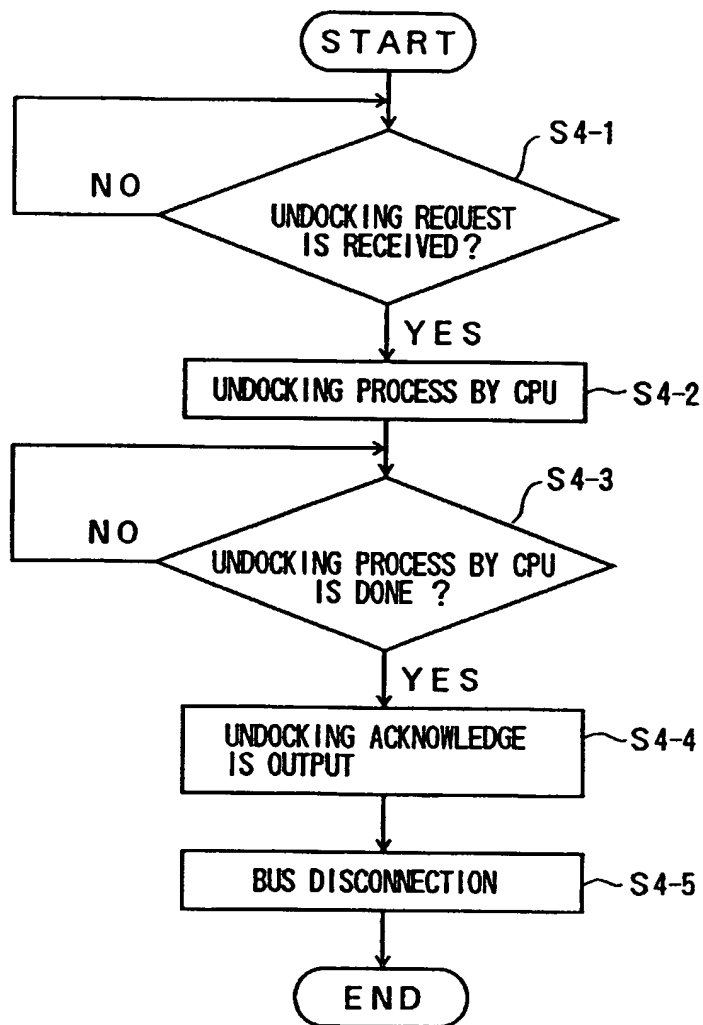 START
S4-1
NO
UNDOCKING REQUEST
IS RECEIVED?
YES
UNDOCKING PROCESS BY CPU
S4-2
S4-3
NO
UNDOCKING PROCESS BY CPU
IS DONE ?
YES
UNDOCKING ACKNOWLEDGE
IS OUTPUT
S4-4
BUS DISCONNECTION
S4-5
END